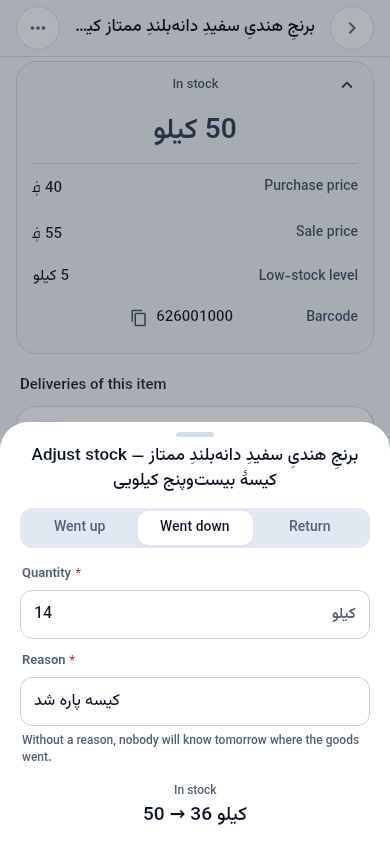 برنجِ هندیِ سفیدِ دانه‌بلندِ ممتاز کیـ...
In stock
50 کیلو
Purchase price
40 ؋
Sale price
55 ؋
Low-stock level
5 کیلو
Barcode
626001000
Deliveries of this item
Adjust stock — برنجِ هندیِ سفیدِ دانه‌بلندِ ممتاز
کیسهٔ بیست‌وپنج کیلویی
Went up
Went down
Return
Quantity *
14 کیلو
Reason *
کیسه پاره شد
Without a reason, nobody will know tomorrow where the goods
went.
In stock
50 → 36 کیلو